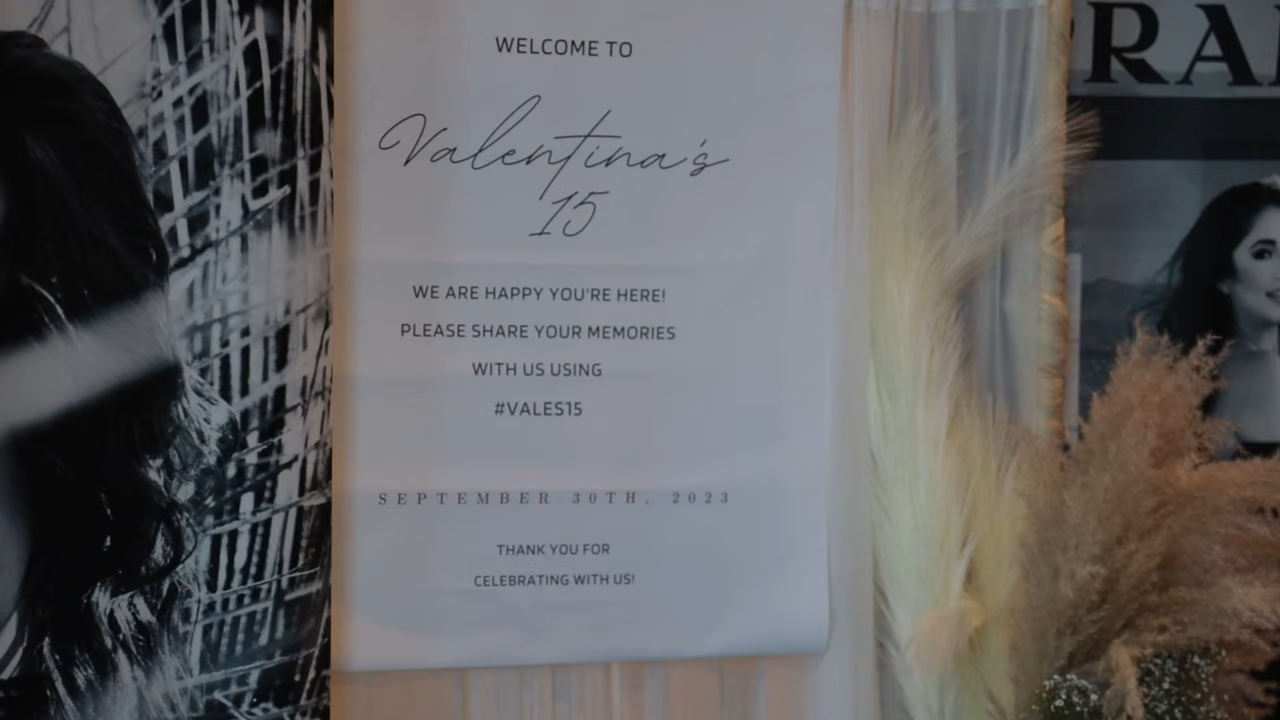 WELCOME TO
Valentina's
15
WE ARE HAPPY YOU'RE HERE!
PLEASE SHARE YOUR MEMORIES
WITH US USING
#VALES15
SEPTEMBER 30TH, 2023
THANK YOU FOR
CELEBRATING WITH US!